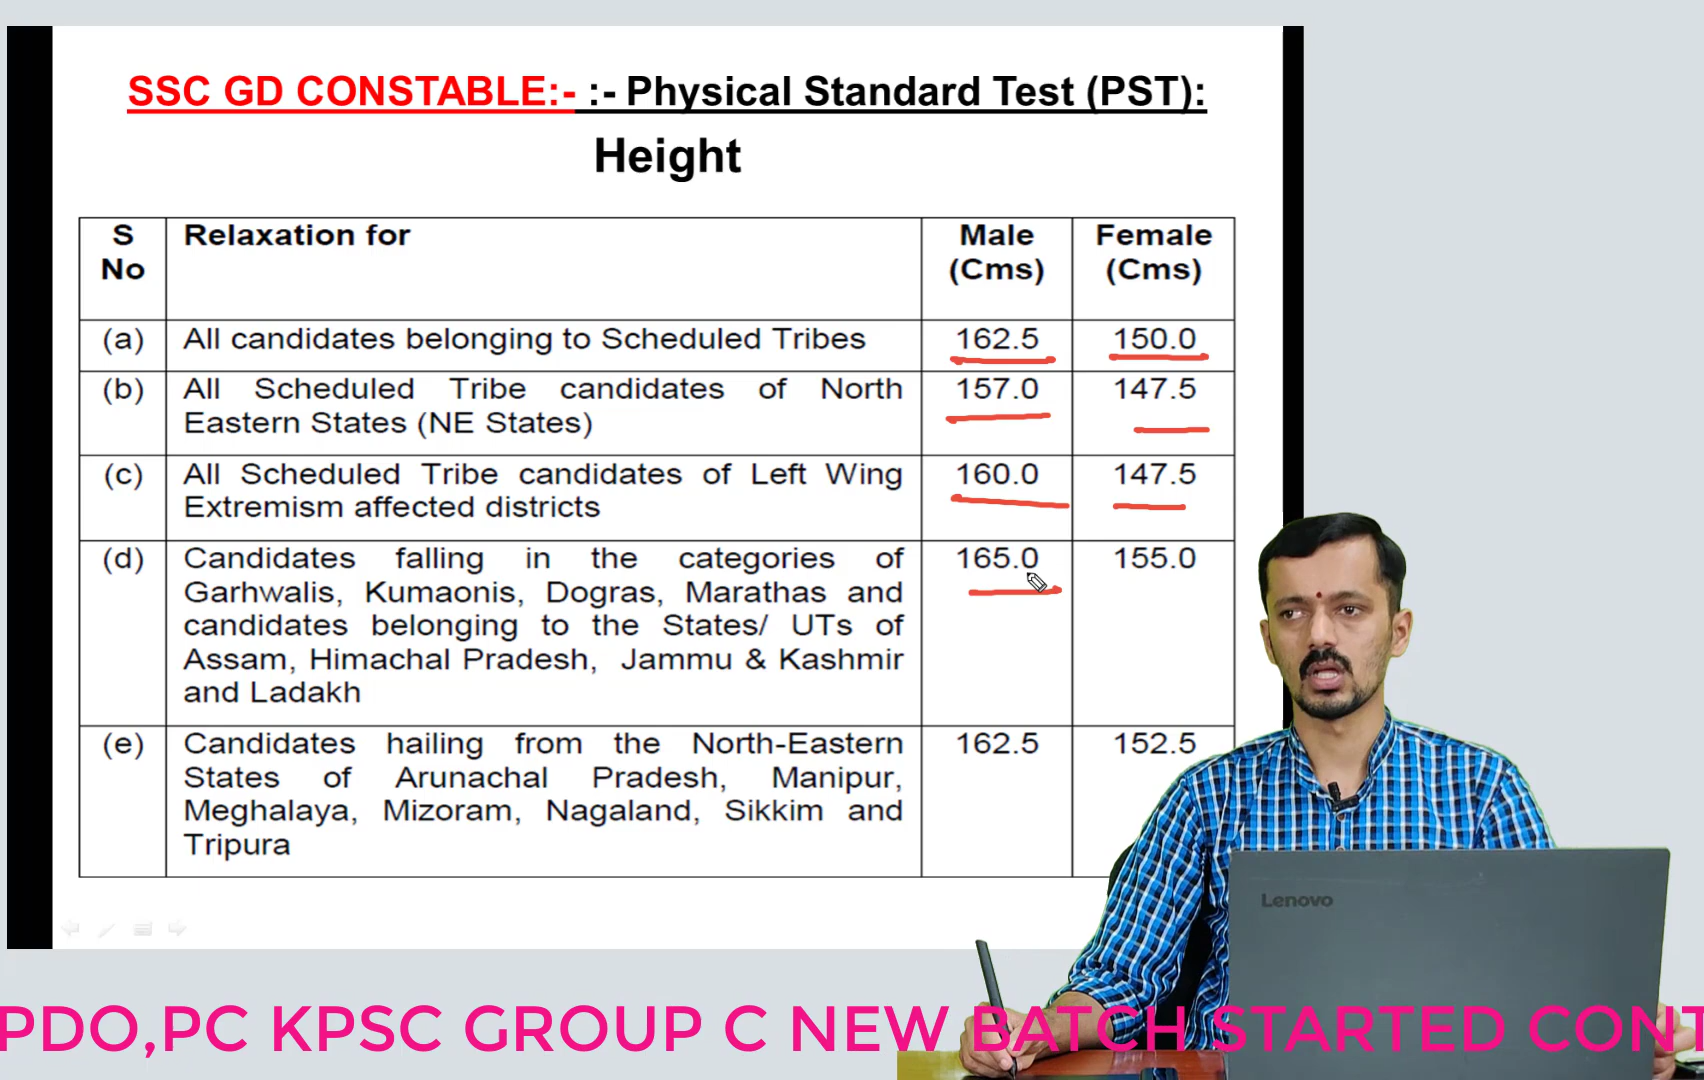 SSC GD CONSTABLE:- :- Physical Standard Test (PST):
Height
S No Relaxation for Male (Cms) Female (Cms)
(a) All candidates belonging to Scheduled Tribes 162.5 150.0
(b) All Scheduled Tribe candidates of North 157.0 147.5
Eastern States (NE States)
(c) All Scheduled Tribe candidates of Left Wing 160.0 147.5
Extremism affected districts
(d) Candidates falling in the categories of 165.0 155.0
Garhwalis, Kumaonis, Dogras, Marathas and
candidates belonging to the States/ UTs of
Assam, Himachal Pradesh, Jammu & Kashmir
and Ladakh
(e) Candidates hailing from the North-Eastern 162.5 152.5
States of Arunachal Pradesh, Manipur,
Meghalaya, Mizoram, Nagaland, Sikkim and
Tripura
Lenovo
PDO,PC KPSC GROUP C NEW BATCH STARTED CONT